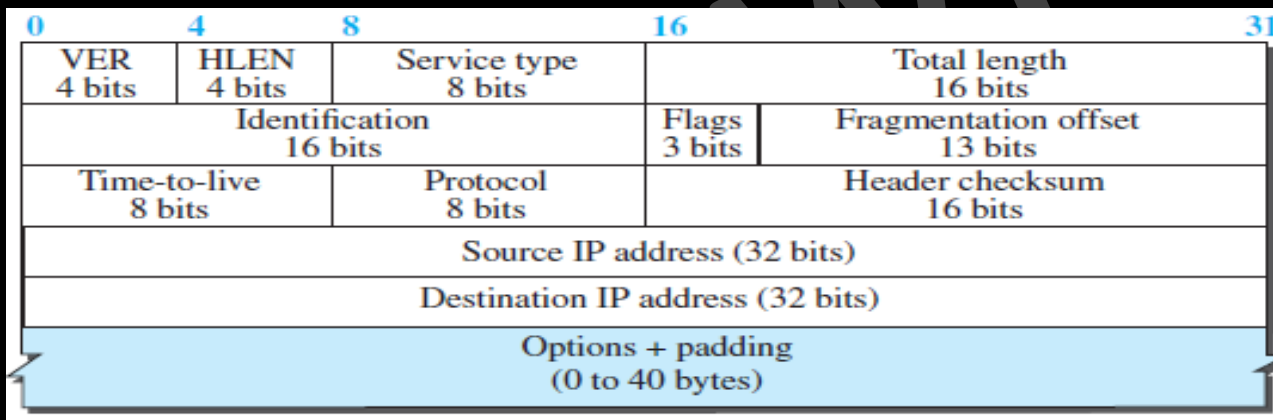 0 4 8 16 31
VER HLEN Service type Total length
4 bits 4 bits 8 bits 16 bits
Identification Flags Fragmentation offset
16 bits 3 bits 13 bits
Time-to-live Protocol Header checksum
8 bits 8 bits 16 bits
Source IP address (32 bits)
Destination IP address (32 bits)
Options + padding
(0 to 40 bytes)